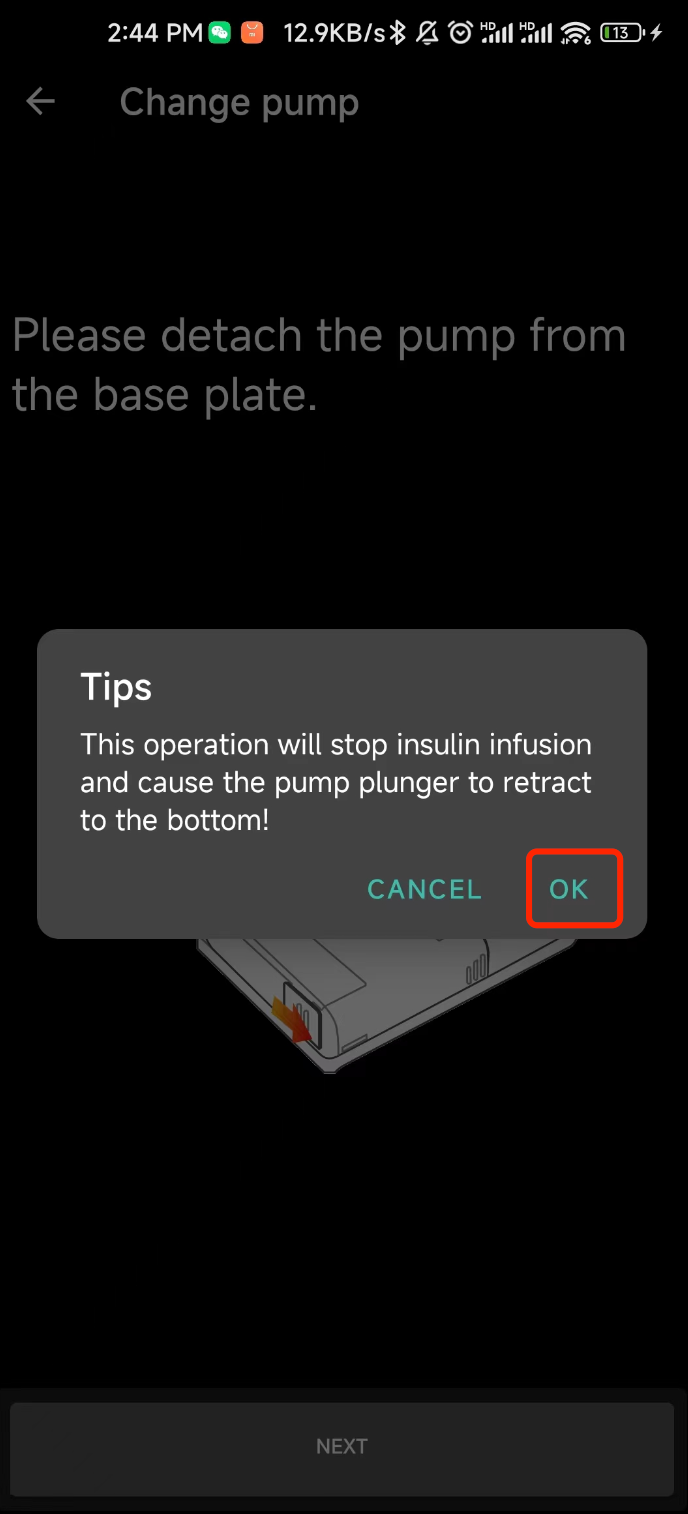 2:44 PM 12.9KB/s HD HD 6 13
Change pump
Please detach the pump from
the base plate.
Tips
This operation will stop insulin infusion
and cause the pump plunger to retract
to the bottom!
CANCEL OK
NEXT